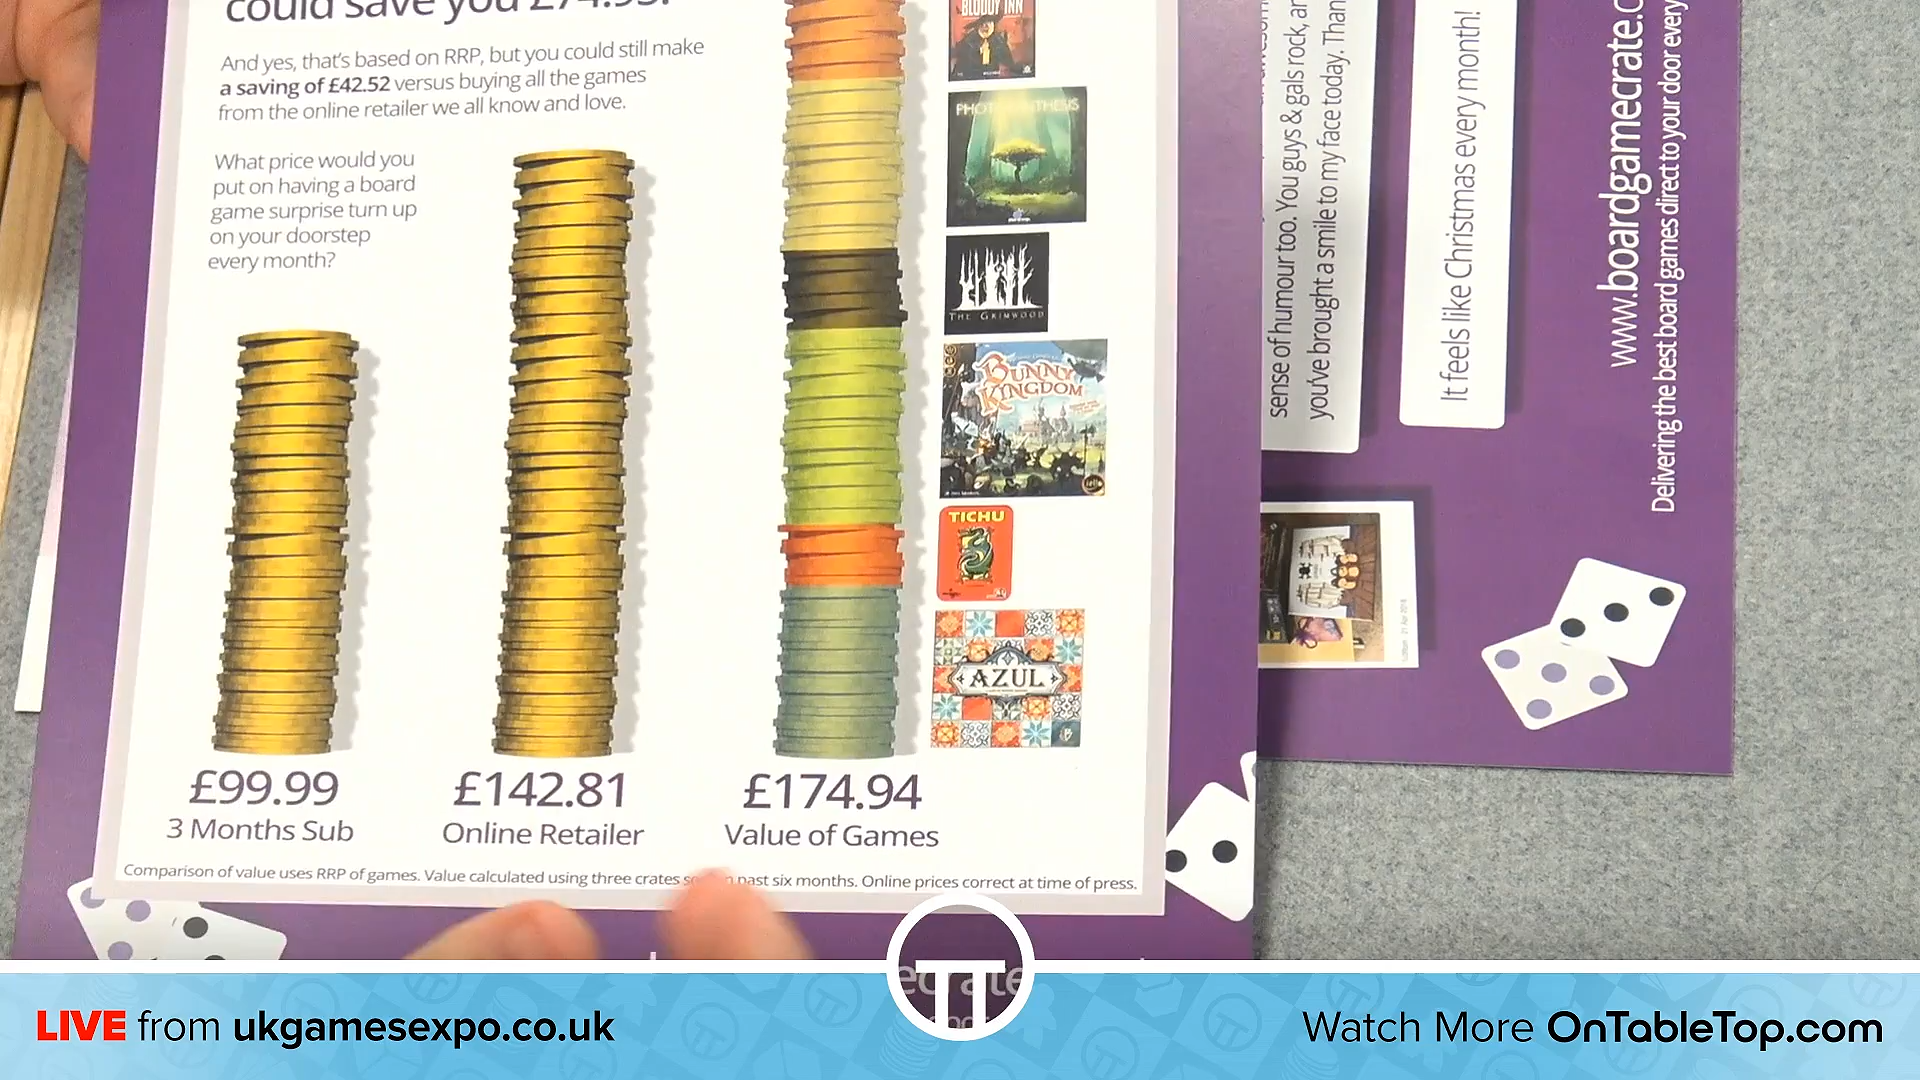 could save you £74.95.
And yes, that's based on RRP, but you could still make
a saving of £42.52 versus buying all the games
from the online retailer we all know and love.
What price would you
put on having a board
game surprise turn up
on your doorstep
every month?
£99.99
3 Months Sub
£142.81
Online Retailer
£174.94
Value of Games
Comparison of value uses RRP of games. Value calculated using three crates past six months. Online prices correct at time of press.
BLOODY INN
PHOTOSYNTHESIS
THE GRIMWOOD
BUNNY
KINGDOM
TICHU
AZUL
sense of humour too. You guys & gals rock, an
you've brought a smile to my face today. Than
It feels like Christmas every month!
www.boardgamecrate.c
Delivering the best board games direct to your door every
LIVE from ukgamesexpo.co.uk
Watch More OnTableTop.com